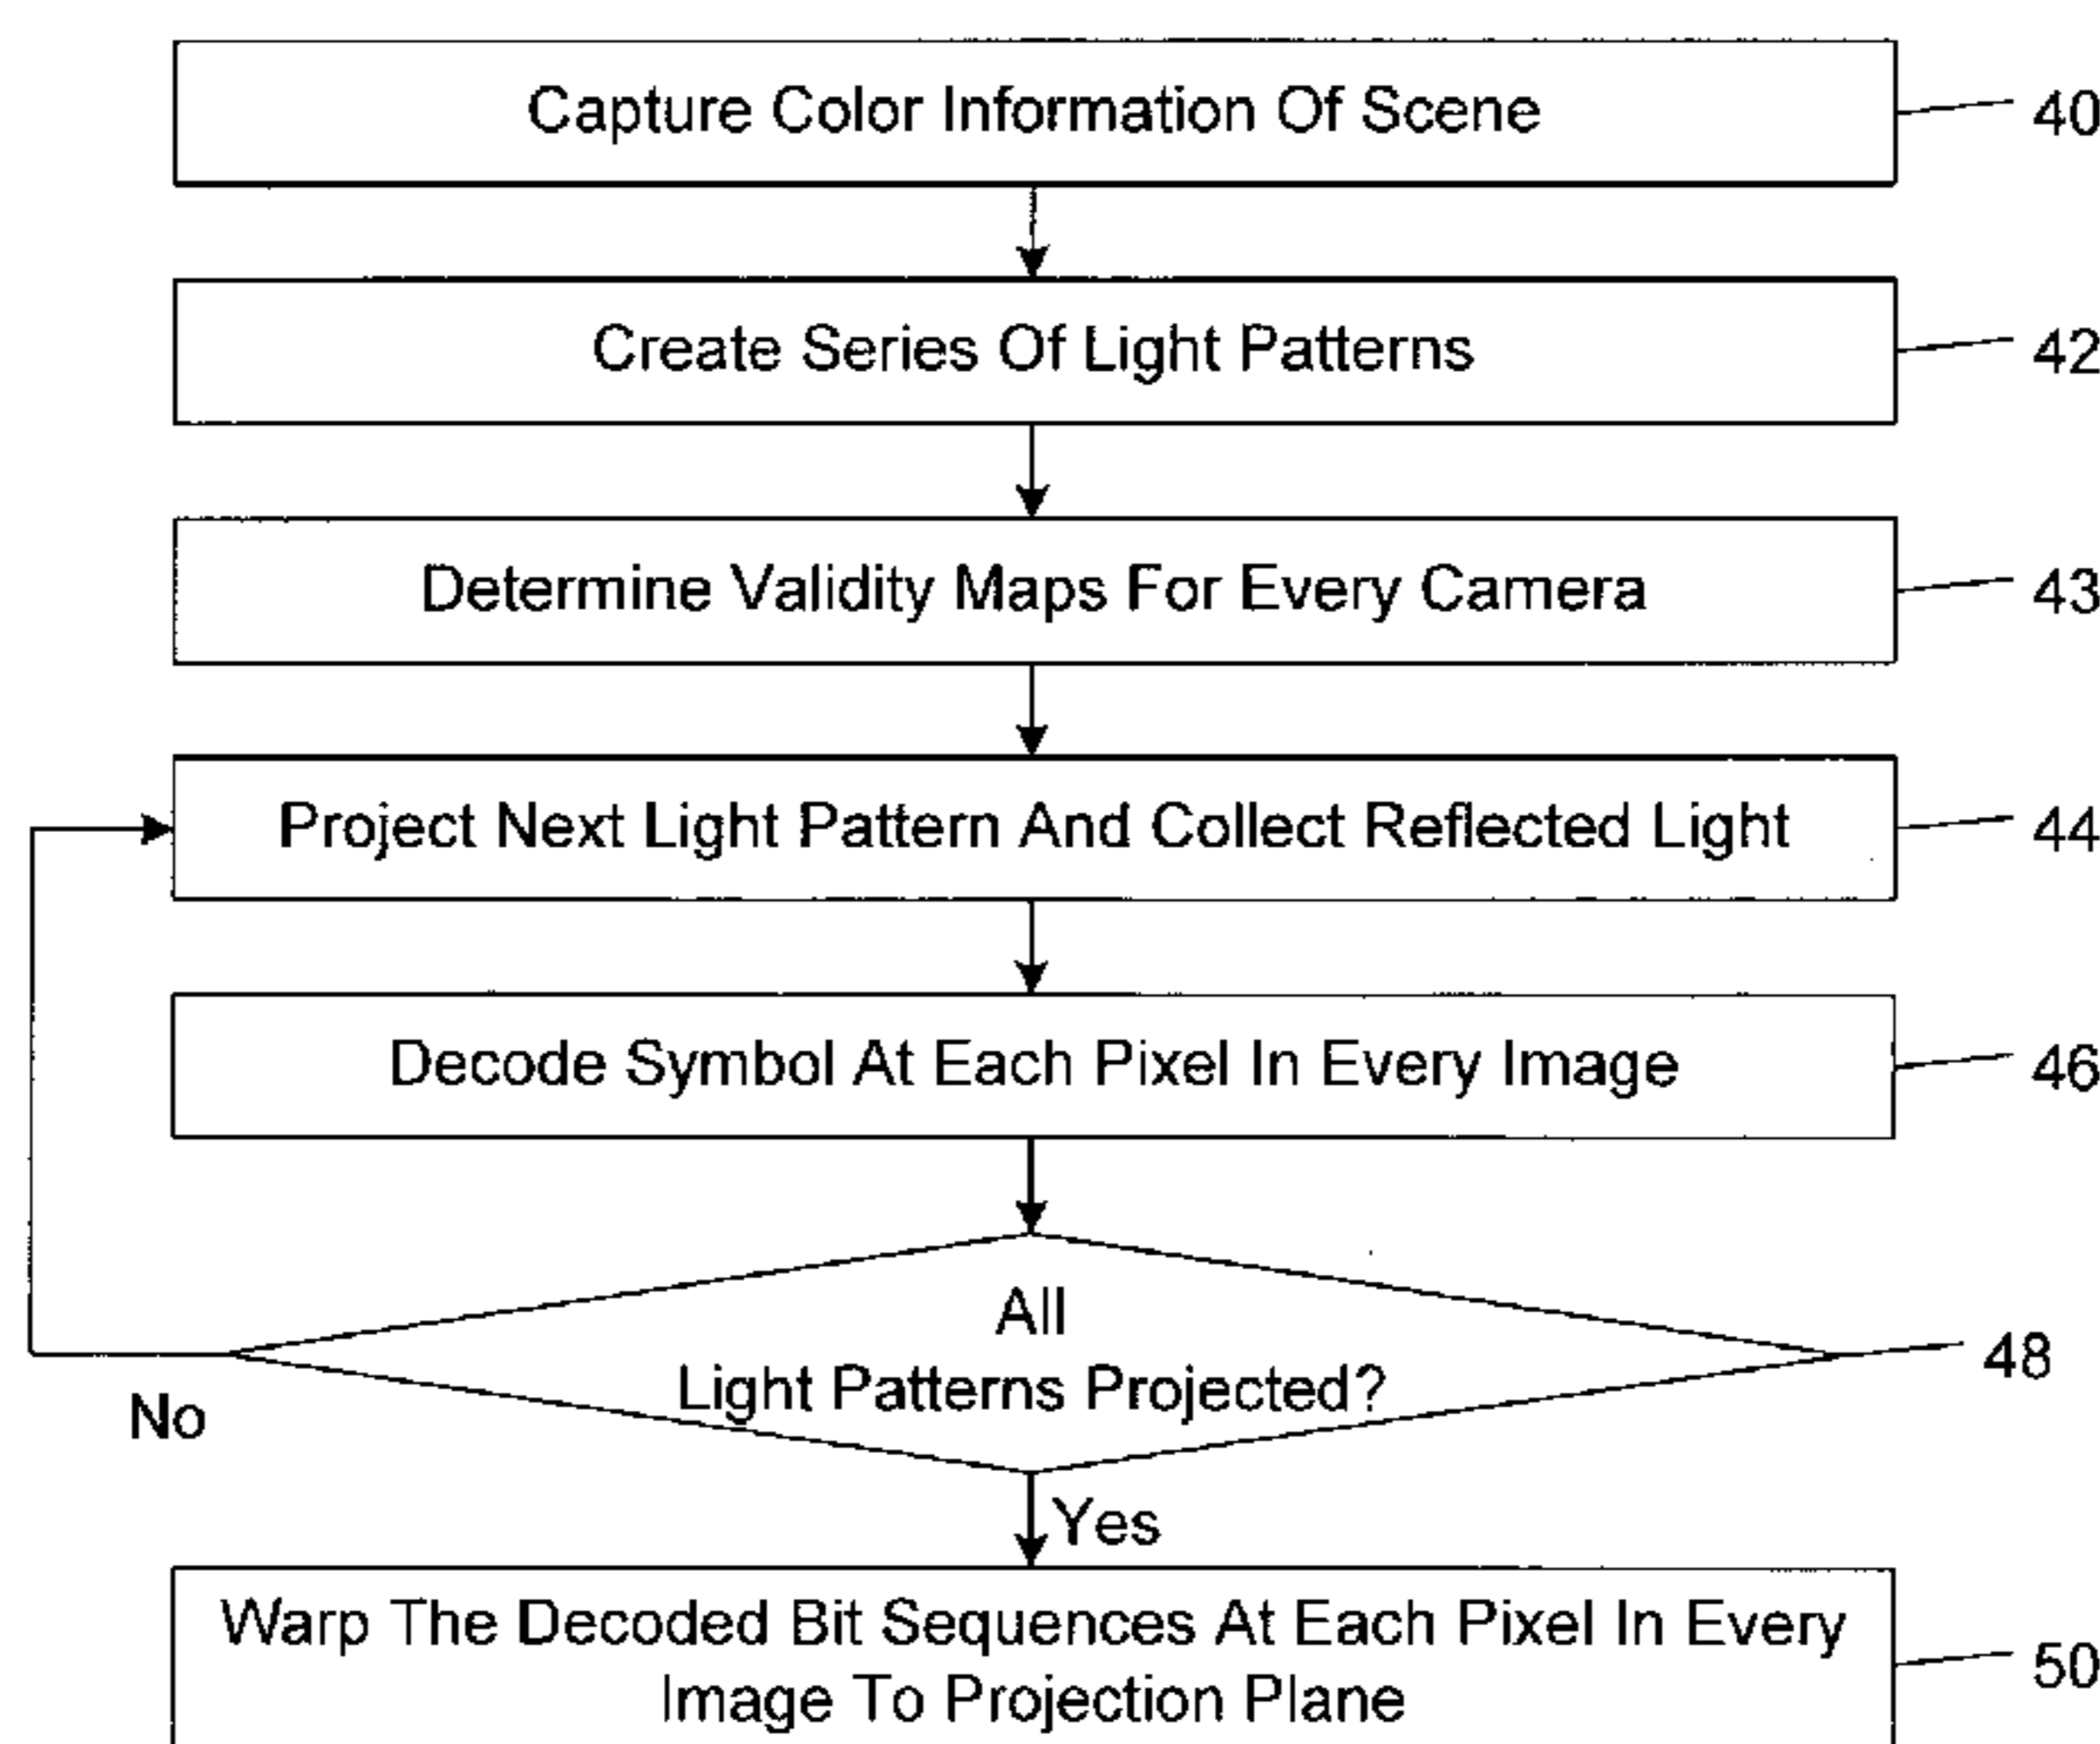 Capture Color Information Of Scene
40
Create Series Of Light Patterns
42
Determine Validity Maps For Every Camera
43
Project Next Light Pattern And Collect Reflected Light
44
Decode Symbol At Each Pixel In Every Image
46
All
Light Patterns Projected?
48
No
Yes
Warp The Decoded Bit Sequences At Each Pixel In Every
Image To Projection Plane
50